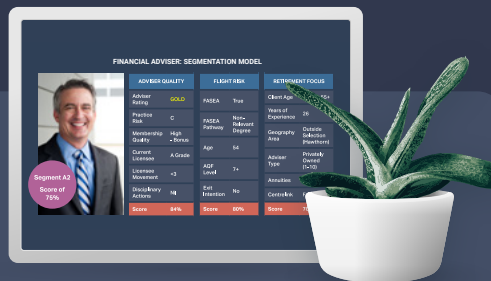 FINANCIAL ADVISER: SEGMENTATION MODEL
ADVISER QUALITY
Adviser Rating GOLD
Practice Risk C
Membership Quality High - Bonus
Current Licensee A Grade
Licensee Movement <3
Disciplinary Actions Nil
Score 84%
FLIGHT RISK
FASEA True
FASEA Pathway Non-Relevant Degree
Age 54
AQF Level 7+
Exit Intention No
Score 80%
RETIREMENT FOCUS
Client Age 55+
Years of Experience 26
Geography Area Outside Selection (Hawthorn)
Adviser Type Privately Owned (1-10)
Annuities
Centrelink
Score
Segment A2
Score of
75%